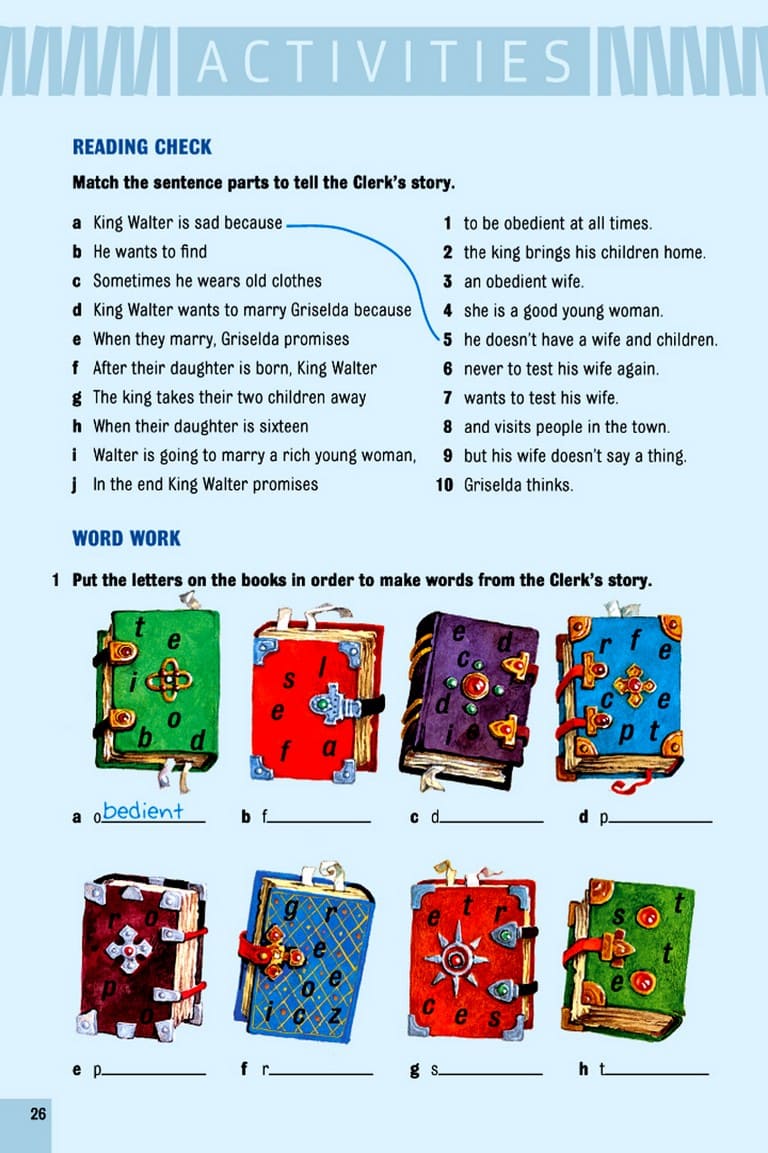 ACTIVITIES
READING CHECK
Match the sentence parts to tell the Clerk's story.
a King Walter is sad because
b He wants to find
c Sometimes he wears old clothes
d King Walter wants to marry Griselda because
e When they marry, Griselda promises
f After their daughter is born, King Walter
g The king takes their two children away
h When their daughter is sixteen
i Walter is going to marry a rich young woman,
j In the end King Walter promises
1 to be obedient at all times.
2 the king brings his children home.
3 an obedient wife.
4 she is a good young woman.
5 he doesn't have a wife and children.
6 never to test his wife again.
7 wants to test his wife.
8 and visits people in the town.
9 but his wife doesn't say a thing.
10 Griselda thinks.
WORD WORK
1 Put the letters on the books in order to make words from the Clerk's story.
t e i o b d
l s e f a
e d c d i e
r f e c e p t
a obedient
b f
c d
d p
r o p o
g r e e o i c z
e t r c e s
t s t e
e p
f r
g s
h t
26